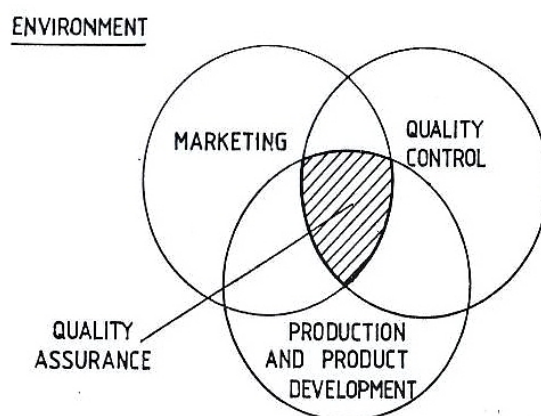 ENVIRONMENT
MARKETING
QUALITY
CONTROL
QUALITY
ASSURANCE
PRODUCTION
AND PRODUCT
DEVELOPMENT